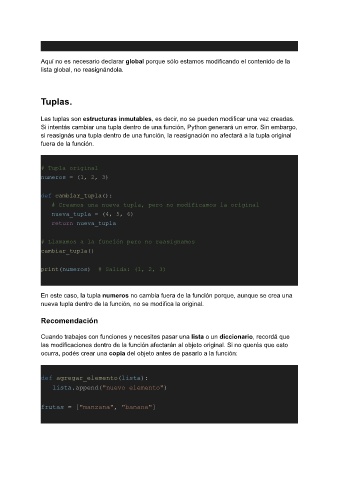 Aquí no es necesario declarar global porque sólo estamos modificando el contenido de la
lista global, no reasignándola.
Tuplas.
Las tuplas son estructuras inmutables, es decir, no se pueden modificar una vez creadas.
Si intentás cambiar una tupla dentro de una función, Python generará un error. Sin embargo,
si reasignás una tupla dentro de una función, la reasignación no afectará a la tupla original
fuera de la función.
# Tupla original
numeros = (1, 2, 3)
def cambiar_tupla():
# Creamos una nueva tupla, pero no modificamos la original
nueva_tupla = (4, 5, 6)
return nueva_tupla
# Llamamos a la función pero no reasignamos
cambiar_tupla()
print(numeros) # Salida: (1, 2, 3)
En este caso, la tupla numeros no cambia fuera de la función porque, aunque se crea una
nueva tupla dentro de la función, no se modifica la original.
Recomendación
Cuando trabajes con funciones y necesites pasar una lista o un diccionario, recordá que
las modificaciones dentro de la función afectarán al objeto original. Si no querés que esto
ocurra, podés crear una copia del objeto antes de pasarlo a la función:
def agregar_elemento(lista):
lista.append("nuevo elemento")
frutas = ["manzana", "banana"]